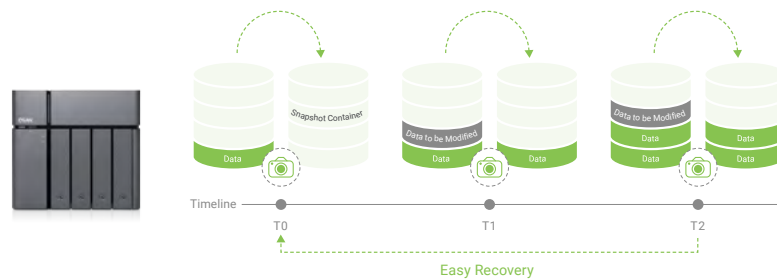 Snapshot Container
Data
Data to be Modified
Data
Data
Data to be Modified
Data
Data
Data
Data
Timeline
T0
T1
T2
Easy Recovery